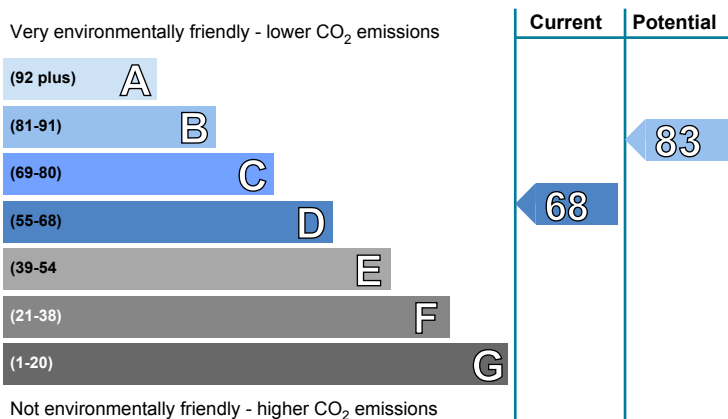 Current Potential
Very environmentally friendly - lower CO2 emissions
(92 plus) A
(81-91) B
83
(69-80) C
68
(55-68) D
(39-54 E
(21-38) F
(1-20) G
Not environmentally friendly - higher CO2 emissions